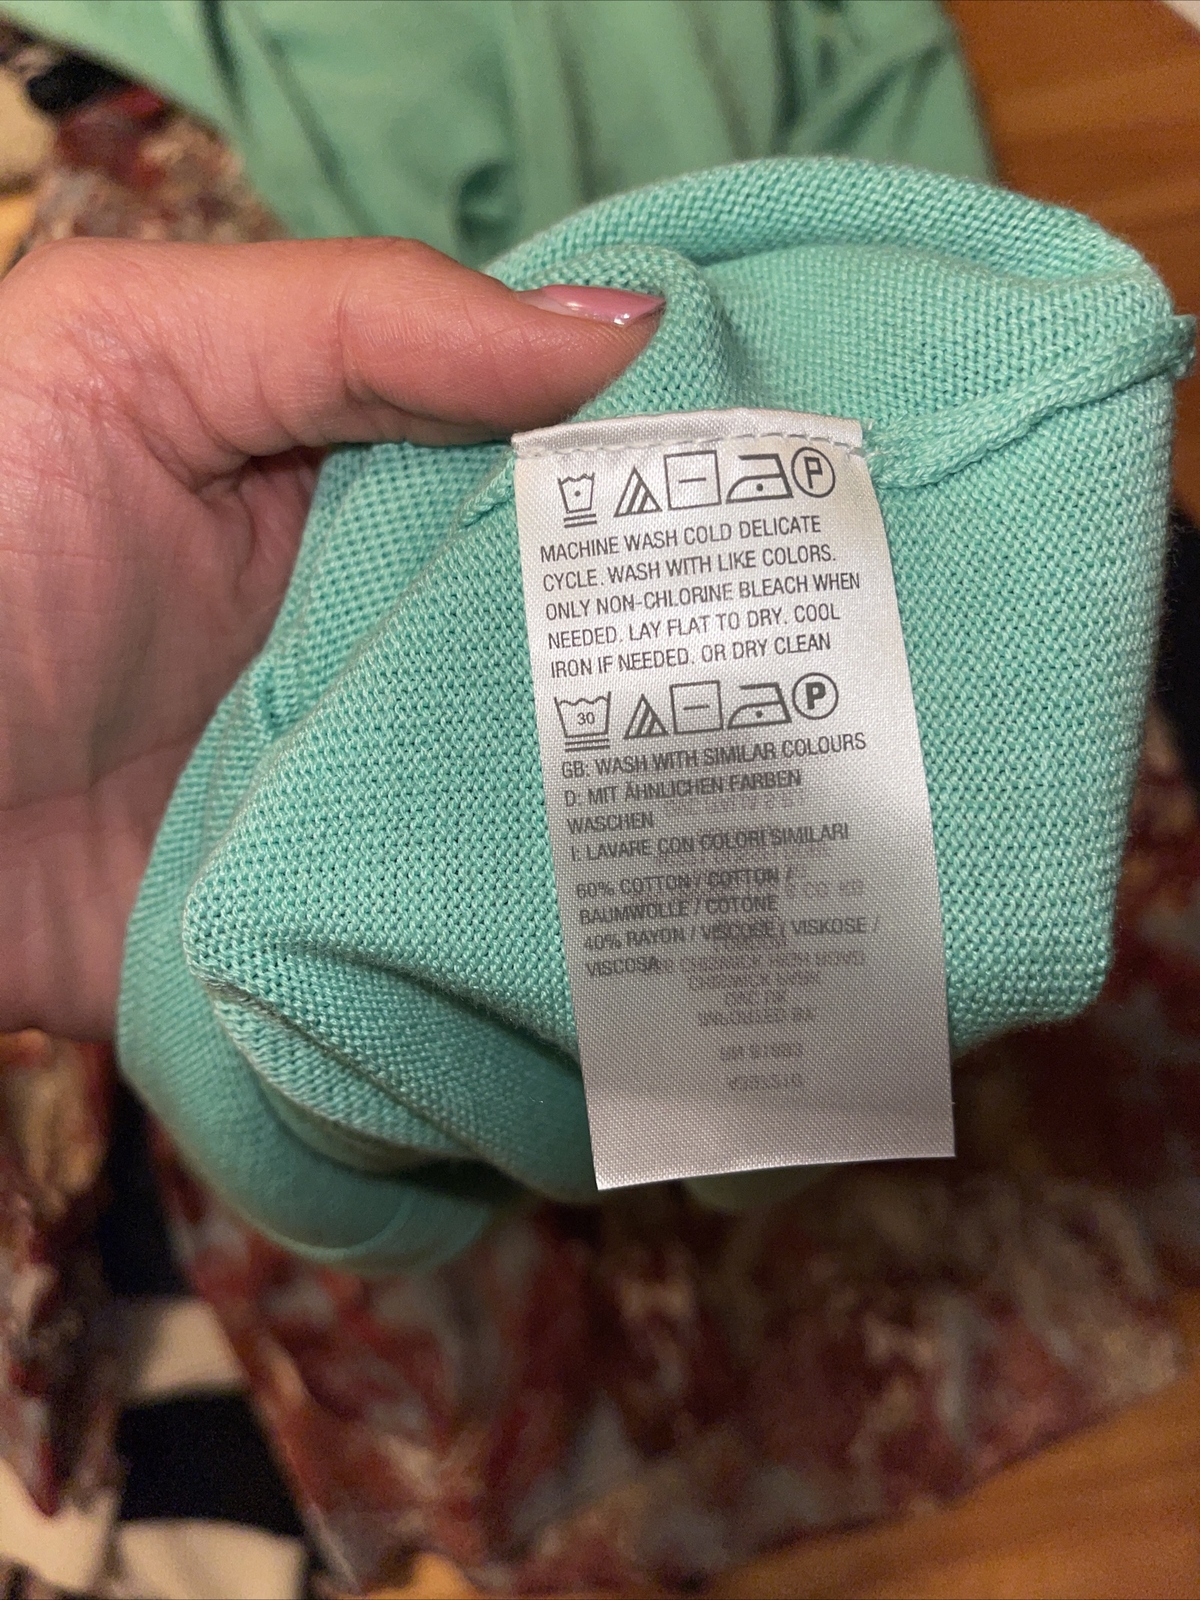 P
MACHINE WASH COLD DELICATE
CYCLE. WASH WITH LIKE COLORS.
ONLY NON-CHLORINE BLEACH WHEN
NEEDED. LAY FLAT TO DRY. COOL
IRON IF NEEDED. OR DRY CLEAN
30 P
GB: WASH WITH SIMILAR COLOURS
D: MIT ÄHNLICHEN FARBEN
WASCHEN
I: LAVARE CON COLORI SIMILARI
60% COTTON / COTTON /
BAUMWOLLE / COTONE
40% RAYON / VISCOSE / VISKOSE /
VISCOSA